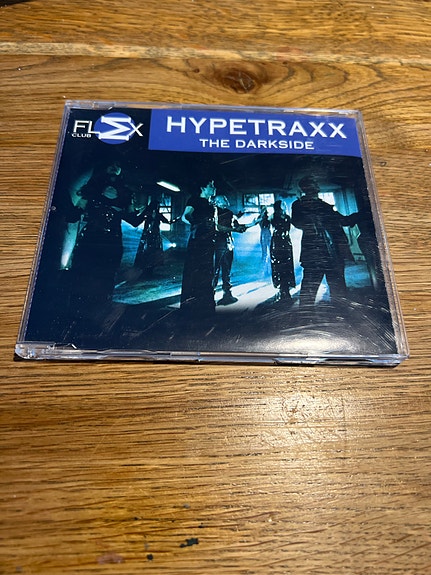 FLEX
CLUB
HYPETRAXX
THE DARKSIDE